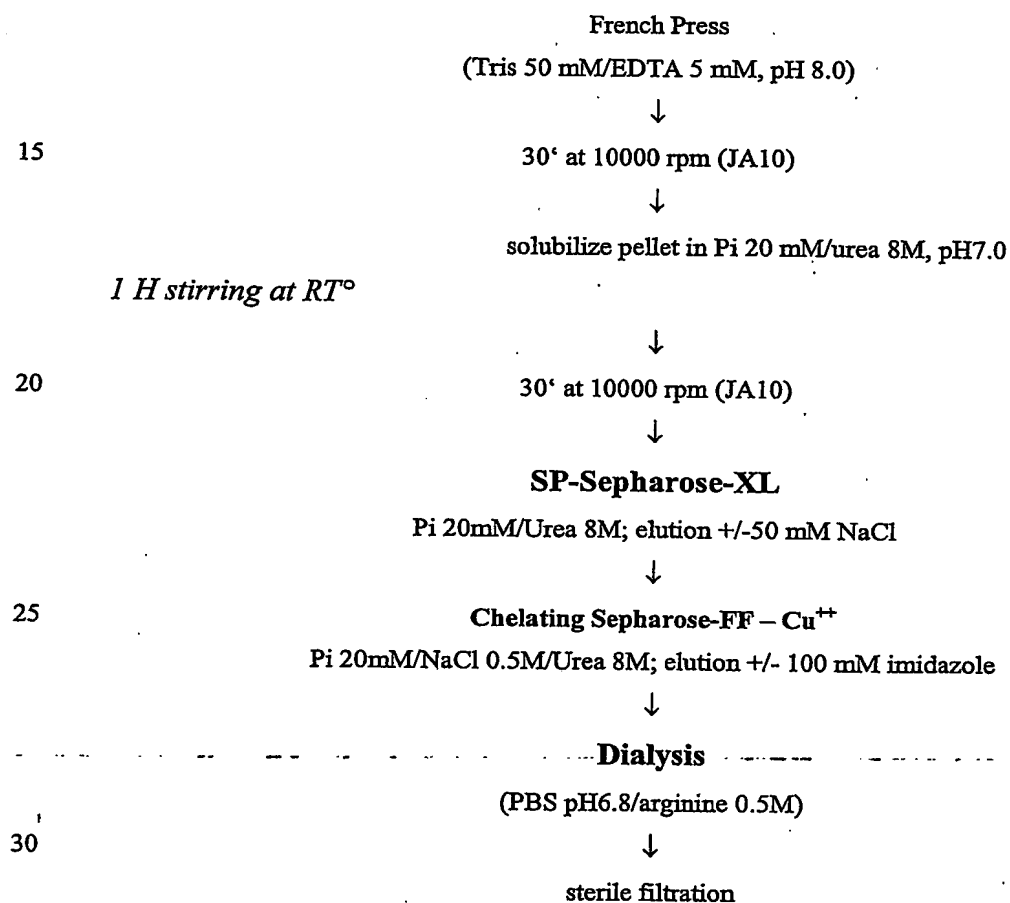 French Press
(Tris 50 mM/EDTA 5 mM, pH 8.0)
↓
15 30‘ at 10000 rpm (JA10)
↓
solubilize pellet in Pi 20 mM/urea 8M, pH7.0
1 H stirring at RT°
↓
20 30‘ at 10000 rpm (JA10)
↓
SP-Sepharose-XL
Pi 20mM/Urea 8M; elution +/-50 mM NaCl
↓
25 Chelating Sepharose-FF – Cu⁺⁺
Pi 20mM/NaCl 0.5M/Urea 8M; elution +/- 100 mM imidazole
↓
Dialysis
(PBS pH6.8/arginine 0.5M)
30 ↓
sterile filtration